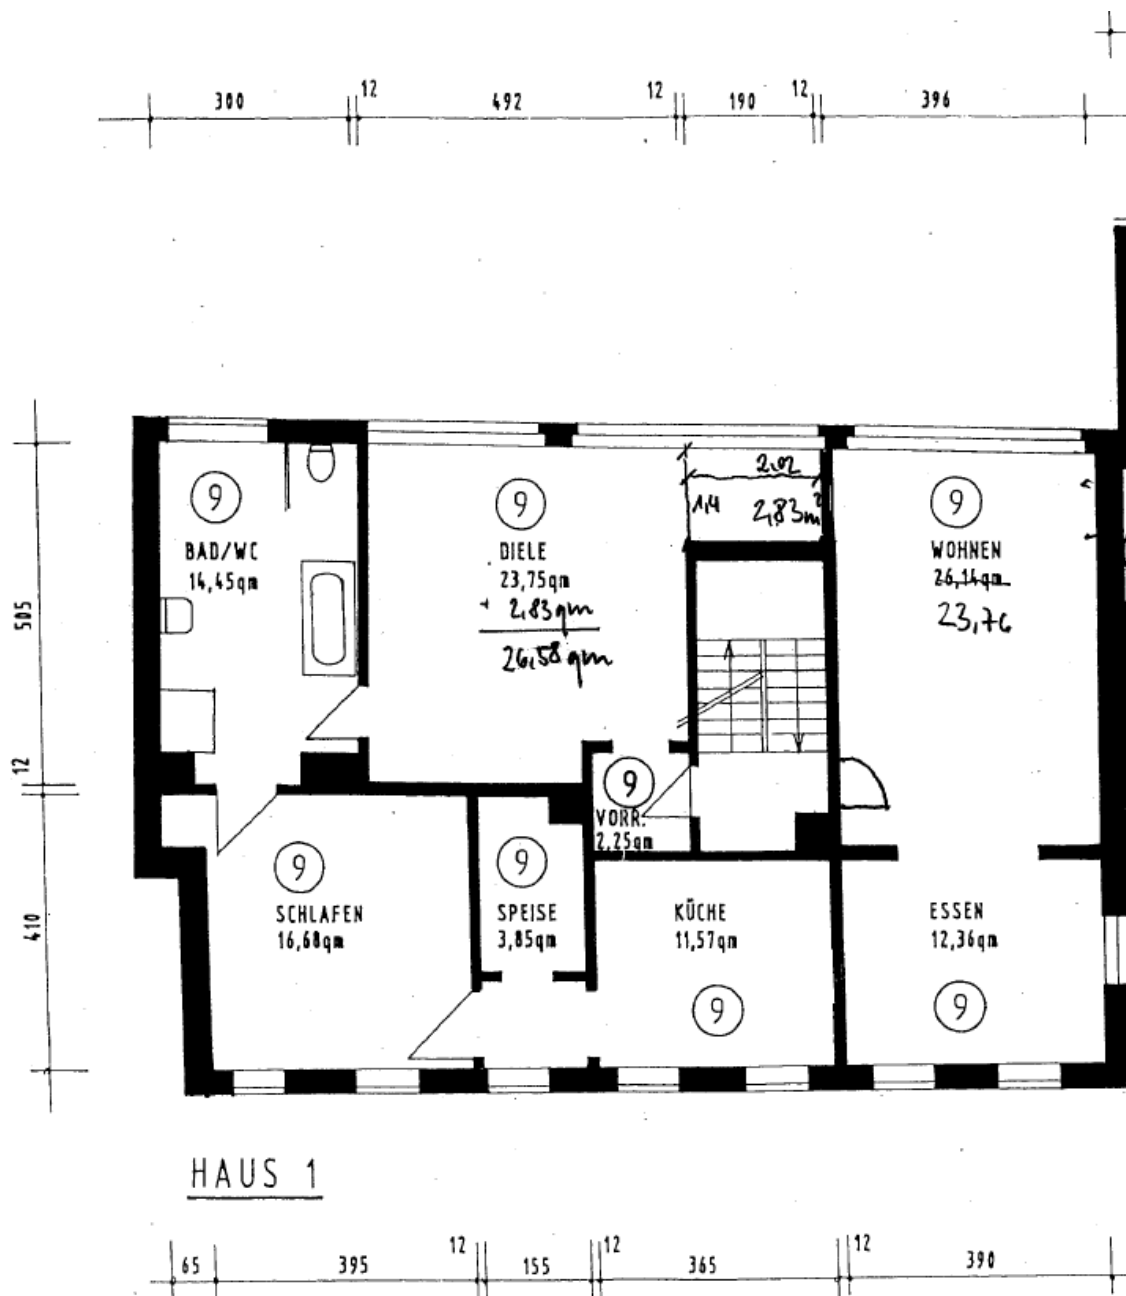 300 12 492 12 190 12 396
2,02
1,4 2,83m²
9
BAD/WC
14,45qm
9
DIELE
23,75qm
+ 2,83qm
26,58qm
9
WOHNEN
26,14qm
23,76
505
12
410
9
VORR.
2,25qm
9
SCHLAFEN
16,68qm
9
SPEISE
3,85qm
KÜCHE
11,57qm
9
ESSEN
12,36qm
9
HAUS 1
65 395 12 155 12 365 12 390